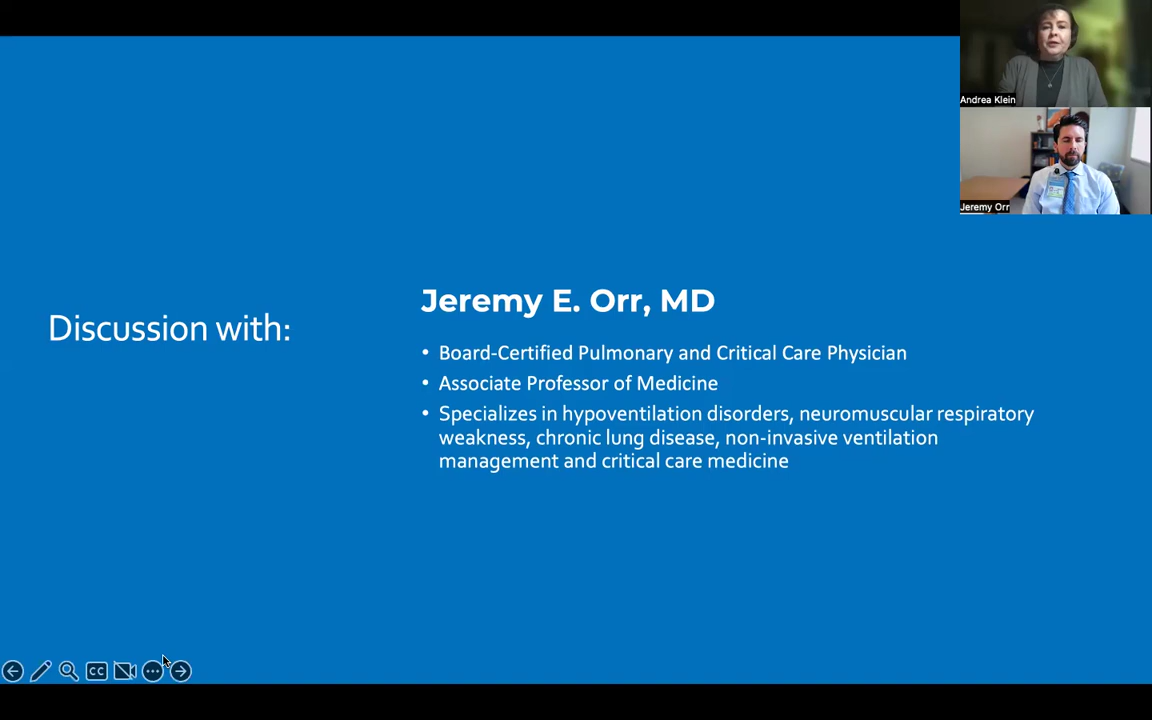 Andrea Klein
Jeremy Orr
Discussion with:
Jeremy E. Orr, MD
• Board-Certified Pulmonary and Critical Care Physician
• Associate Professor of Medicine
• Specializes in hypoventilation disorders, neuromuscular respiratory
weakness, chronic lung disease, non-invasive ventilation
management and critical care medicine
CC